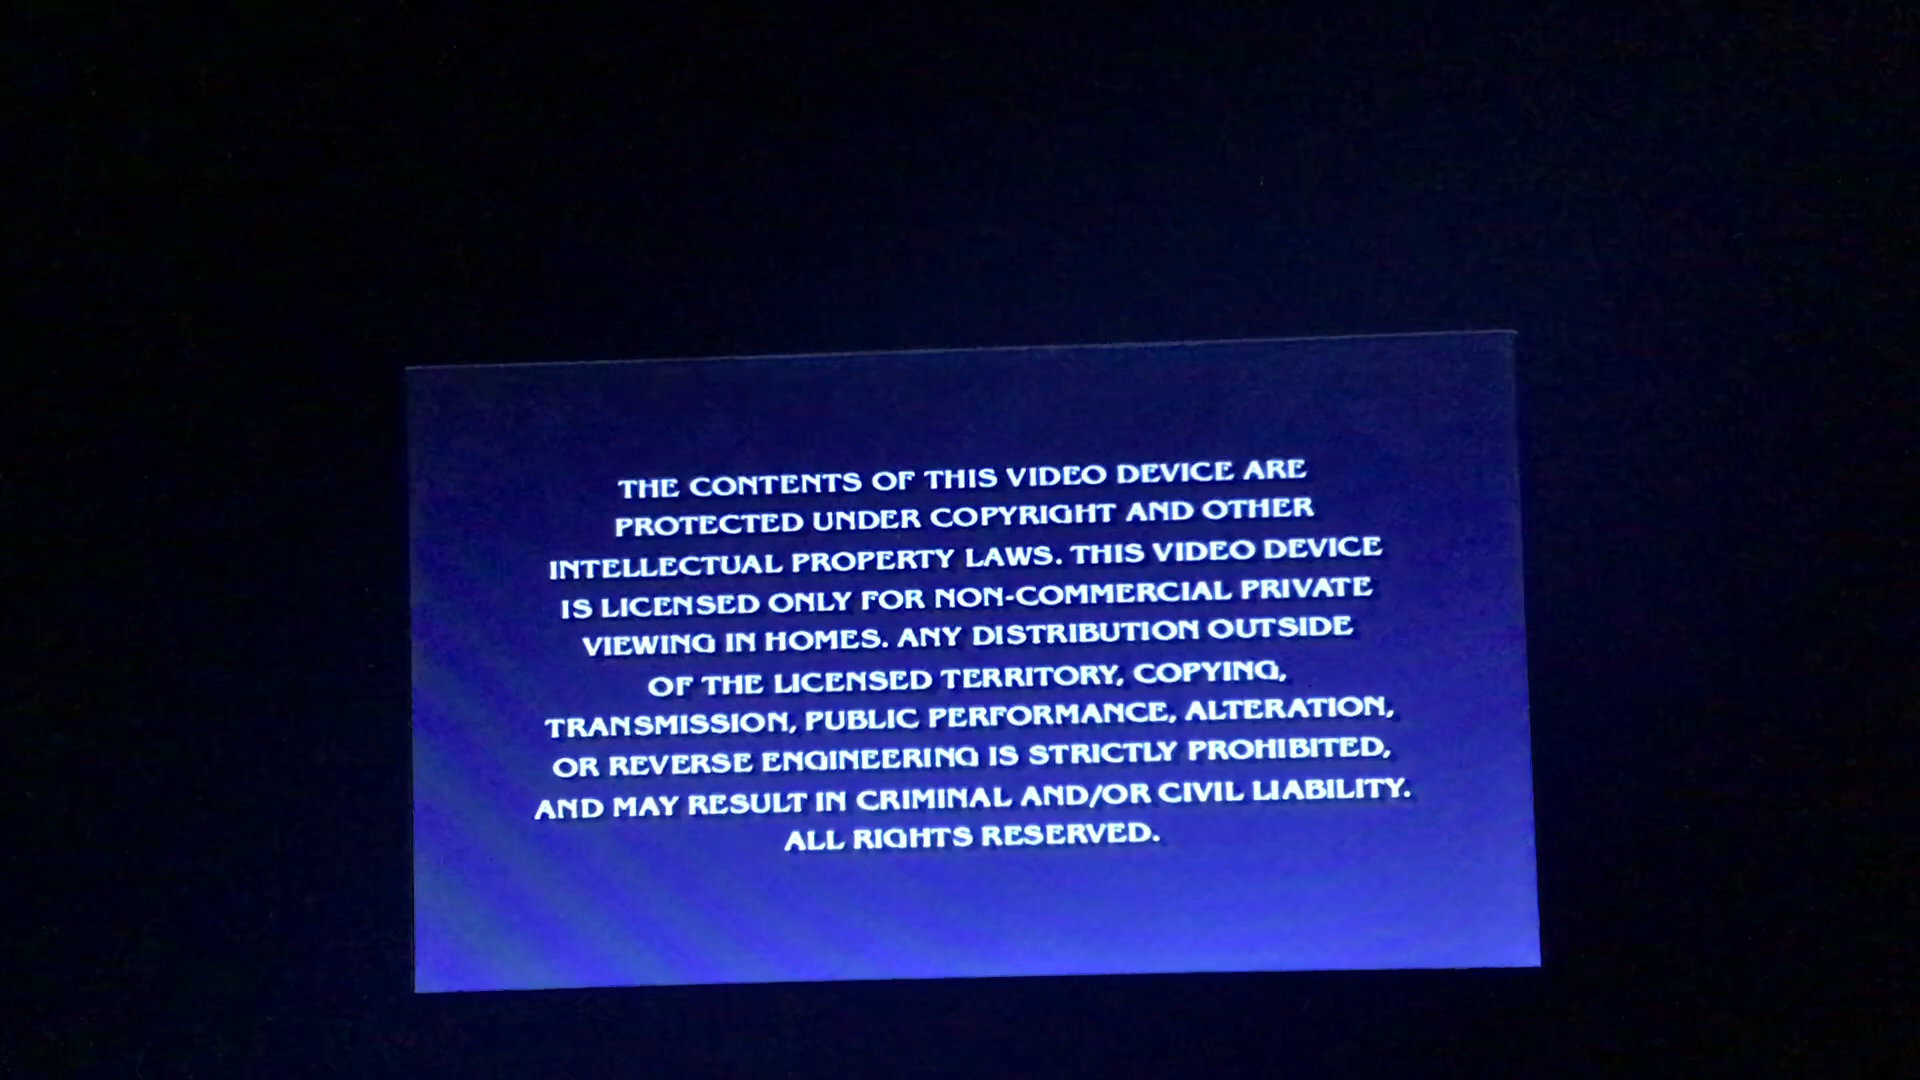 THE CONTENTS OF THIS VIDEO DEVICE ARE
PROTECTED UNDER COPYRIGHT AND OTHER
INTELLECTUAL PROPERTY LAWS. THIS VIDEO DEVICE
IS LICENSED ONLY FOR NON-COMMERCIAL PRIVATE
VIEWING IN HOMES. ANY DISTRIBUTION OUTSIDE
OF THE LICENSED TERRITORY, COPYING,
TRANSMISSION, PUBLIC PERFORMANCE, ALTERATION,
OR REVERSE ENGINEERING IS STRICTLY PROHIBITED,
AND MAY RESULT IN CRIMINAL AND/OR CIVIL LIABILITY.
ALL RIGHTS RESERVED.